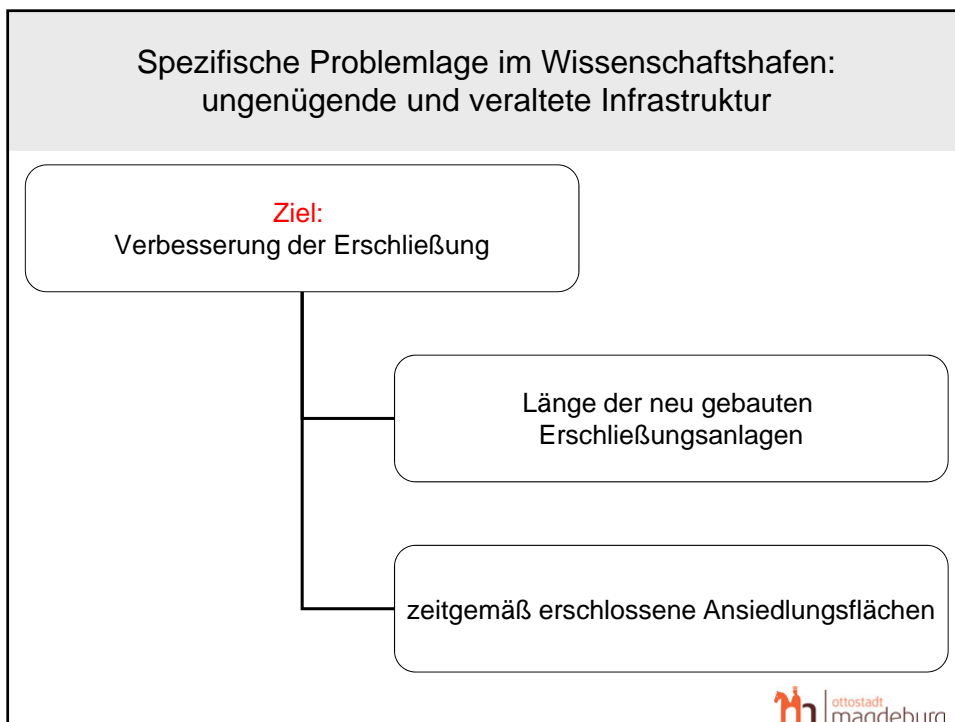 Spezifische Problemlage im Wissenschaftshafen:
ungenügende und veraltete Infrastruktur
Ziel:
Verbesserung der Erschließung
Länge der neu gebauten
Erschließungsanlagen
zeitgemäß erschlossene Ansiedlungsflächen
ottostadt
magdeburg